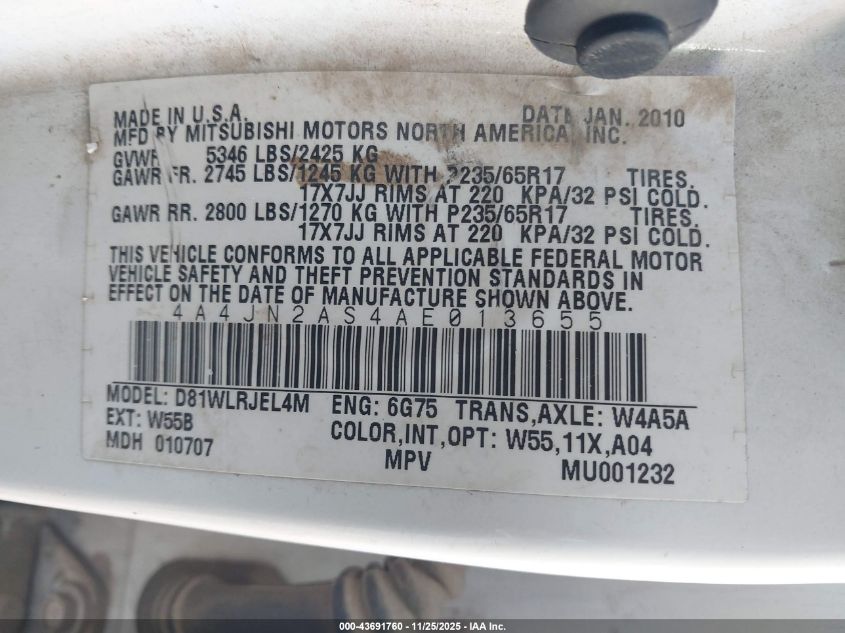 MADE IN U.S.A. DATE JAN. 2010
MFD BY MITSUBISHI MOTORS NORTH AMERICA, INC.
GVWR 5346 LBS/2425 KG
GAWR FR. 2745 LBS/1245 KG WITH P235/65R17 TIRES,
17X7JJ RIMS AT 220 KPA/32 PSI COLD.
GAWR RR. 2800 LBS/1270 KG WITH P235/65R17 TIRES,
17X7JJ RIMS AT 220 KPA/32 PSI COLD.
THIS VEHICLE CONFORMS TO ALL APPLICABLE FEDERAL MOTOR
VEHICLE SAFETY AND THEFT PREVENTION STANDARDS IN
EFFECT ON THE DATE OF MANUFACTURE SHOWN ABOVE.
4A4JN2AS4AE013655
MODEL: D81WLRJEL4M ENG: 6G75 TRANS,AXLE: W4A5A
EXT: W55B COLOR,INT,OPT: W55,11X,A04
MDH 010707 MPV MU001232
000-43691760 - 11/25/2025 - IAA Inc.